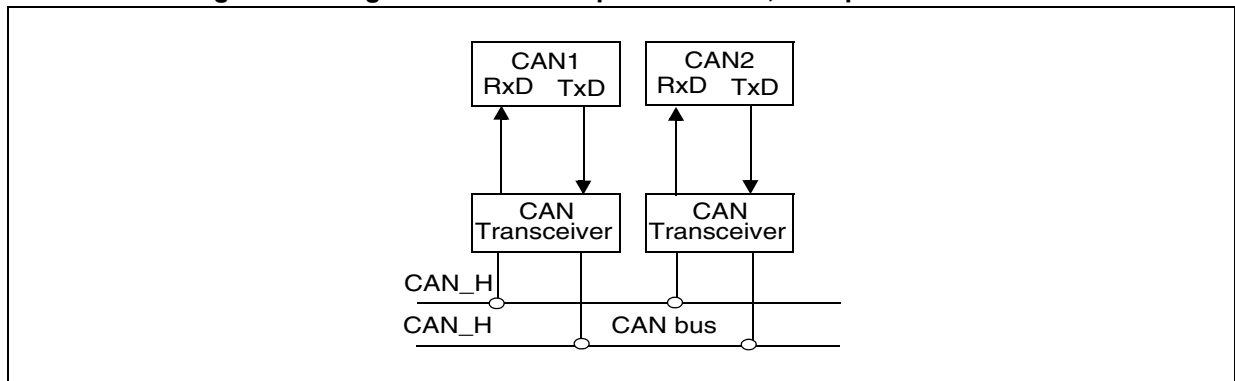 CAN1 CAN2
RxD TxD RxD TxD
CAN CAN
Transceiver Transceiver
CAN_H
CAN_H CAN bus